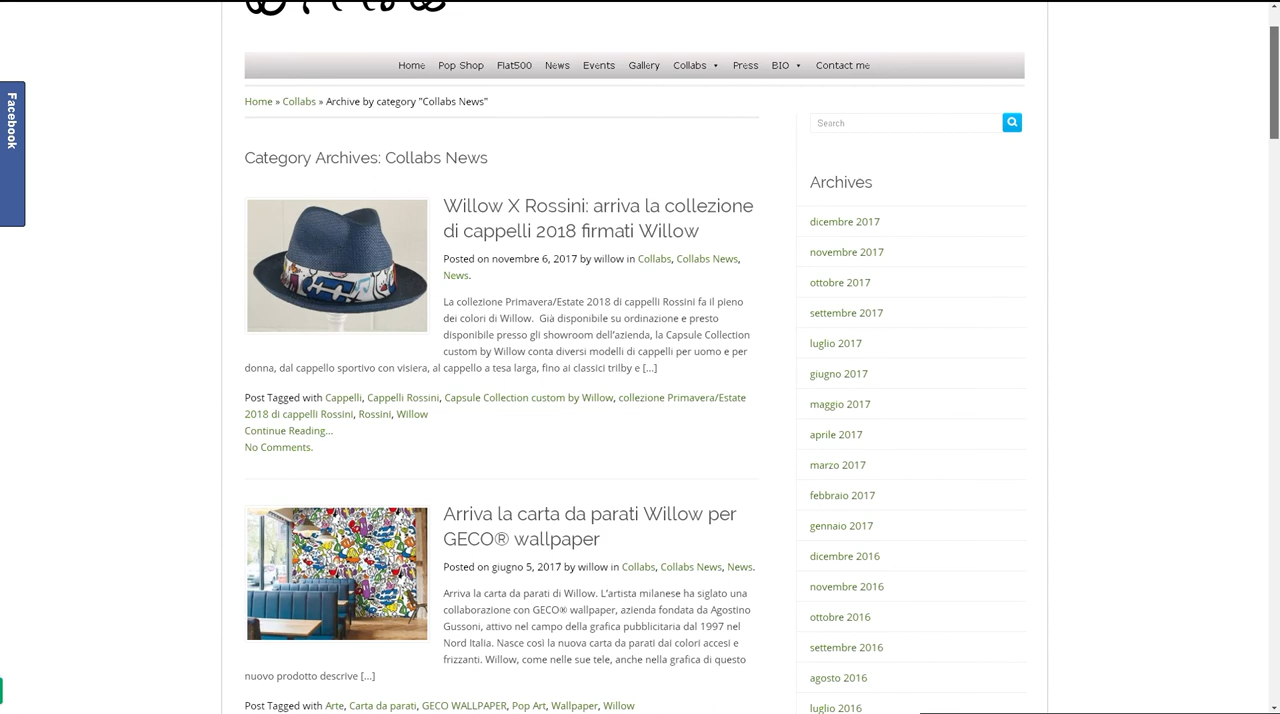 Facebook
Home Pop Shop Fiat500 News Events Gallery Collabs Press BIO Contact me
Home » Collabs » Archive by category "Collabs News"
Category Archives: Collabs News
Willow X Rossini: arriva la collezione
di cappelli 2018 firmati Willow
Posted on novembre 6, 2017 by willow in Collabs, Collabs News,
News.
La collezione Primavera/Estate 2018 di cappelli Rossini fa il pieno
dei colori di Willow. Già disponibile su ordinazione e presto
disponibile presso gli showroom dell'azienda, la Capsule Collection
custom by Willow conta diversi modelli di cappelli per uomo e per
donna, dal cappello sportivo con visiera, al cappello a tesa larga, fino ai classici trilby e [...]
Post Tagged with Cappelli, Cappelli Rossini, Capsule Collection custom by Willow, collezione Primavera/Estate
2018 di cappelli Rossini, Rossini, Willow
Continue Reading...
No Comments.
Arriva la carta da parati Willow per
GECO® wallpaper
Posted on giugno 5, 2017 by willow in Collabs, Collabs News, News.
Arriva la carta da parati di Willow. L'artista milanese ha siglato una
collaborazione con GECO® wallpaper, azienda fondata da Agostino
Gussoni, attivo nel campo della grafica pubblicitaria dal 1997 nel
Nord Italia. Nasce così la nuova carta da parati dai colori accesi e
frizzanti. Willow, come nelle sue tele, anche nella grafica di questo
nuovo prodotto descrive [...]
Post Tagged with Arte, Carta da parati, GECO WALLPAPER, Pop Art, Wallpaper, Willow
Search
Archives
dicembre 2017
novembre 2017
ottobre 2017
settembre 2017
luglio 2017
giugno 2017
maggio 2017
aprile 2017
marzo 2017
febbraio 2017
gennaio 2017
dicembre 2016
novembre 2016
ottobre 2016
settembre 2016
agosto 2016
luglio 2016